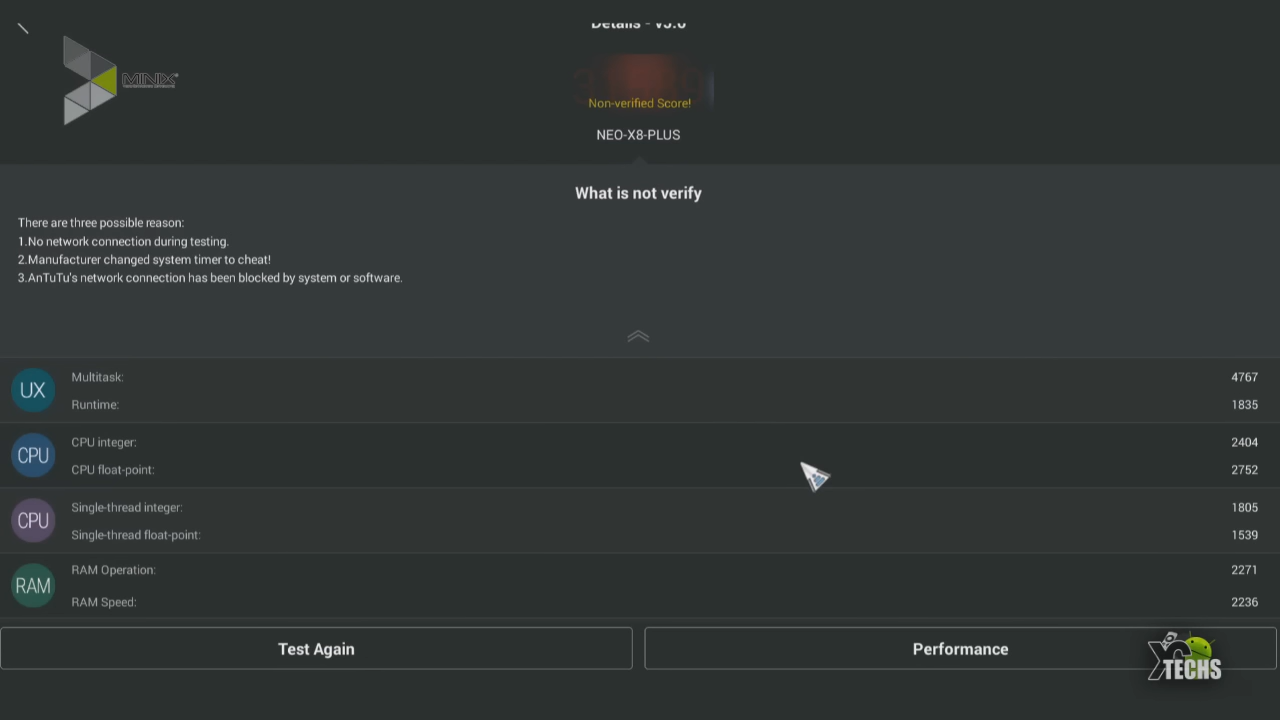 MINIX
Non-verified Score!
NEO-X8-PLUS
What is not verify
There are three possible reason:
1.No network connection during testing.
2.Manufacturer changed system timer to cheat!
3.AnTuTu's network connection has been blocked by system or software.
UX
Multitask: 4767
Runtime: 1835
CPU
CPU integer: 2404
CPU float-point: 2752
CPU
Single-thread integer: 1805
Single-thread float-point: 1539
RAM
RAM Operation: 2271
RAM Speed: 2236
Test Again
Performance
TECHS